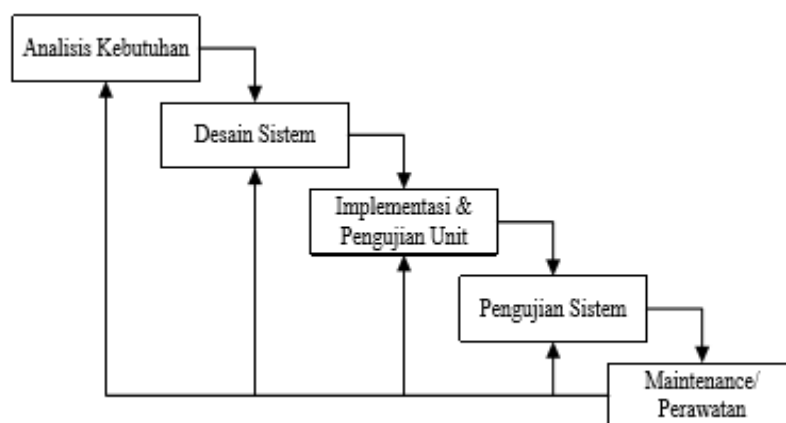 Analisis Kebutuhan
Desain Sistem
Implementasi &
Pengujian Unit
Pengujian Sistem
Maintenance/
Perawatan